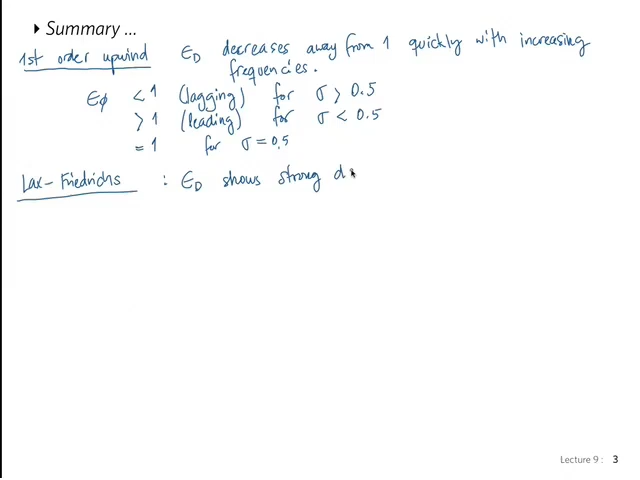 ▸ Summary ...
1st order upwind ϵ_D decreases away from 1 quickly with increasing
frequencies.
ϵ_ϕ < 1 (lagging) for σ > 0.5
> 1 (leading) for σ < 0.5
= 1 for σ = 0.5
Lax-Friedrichs : ϵ_D shows strong d
Lecture 9 : 3